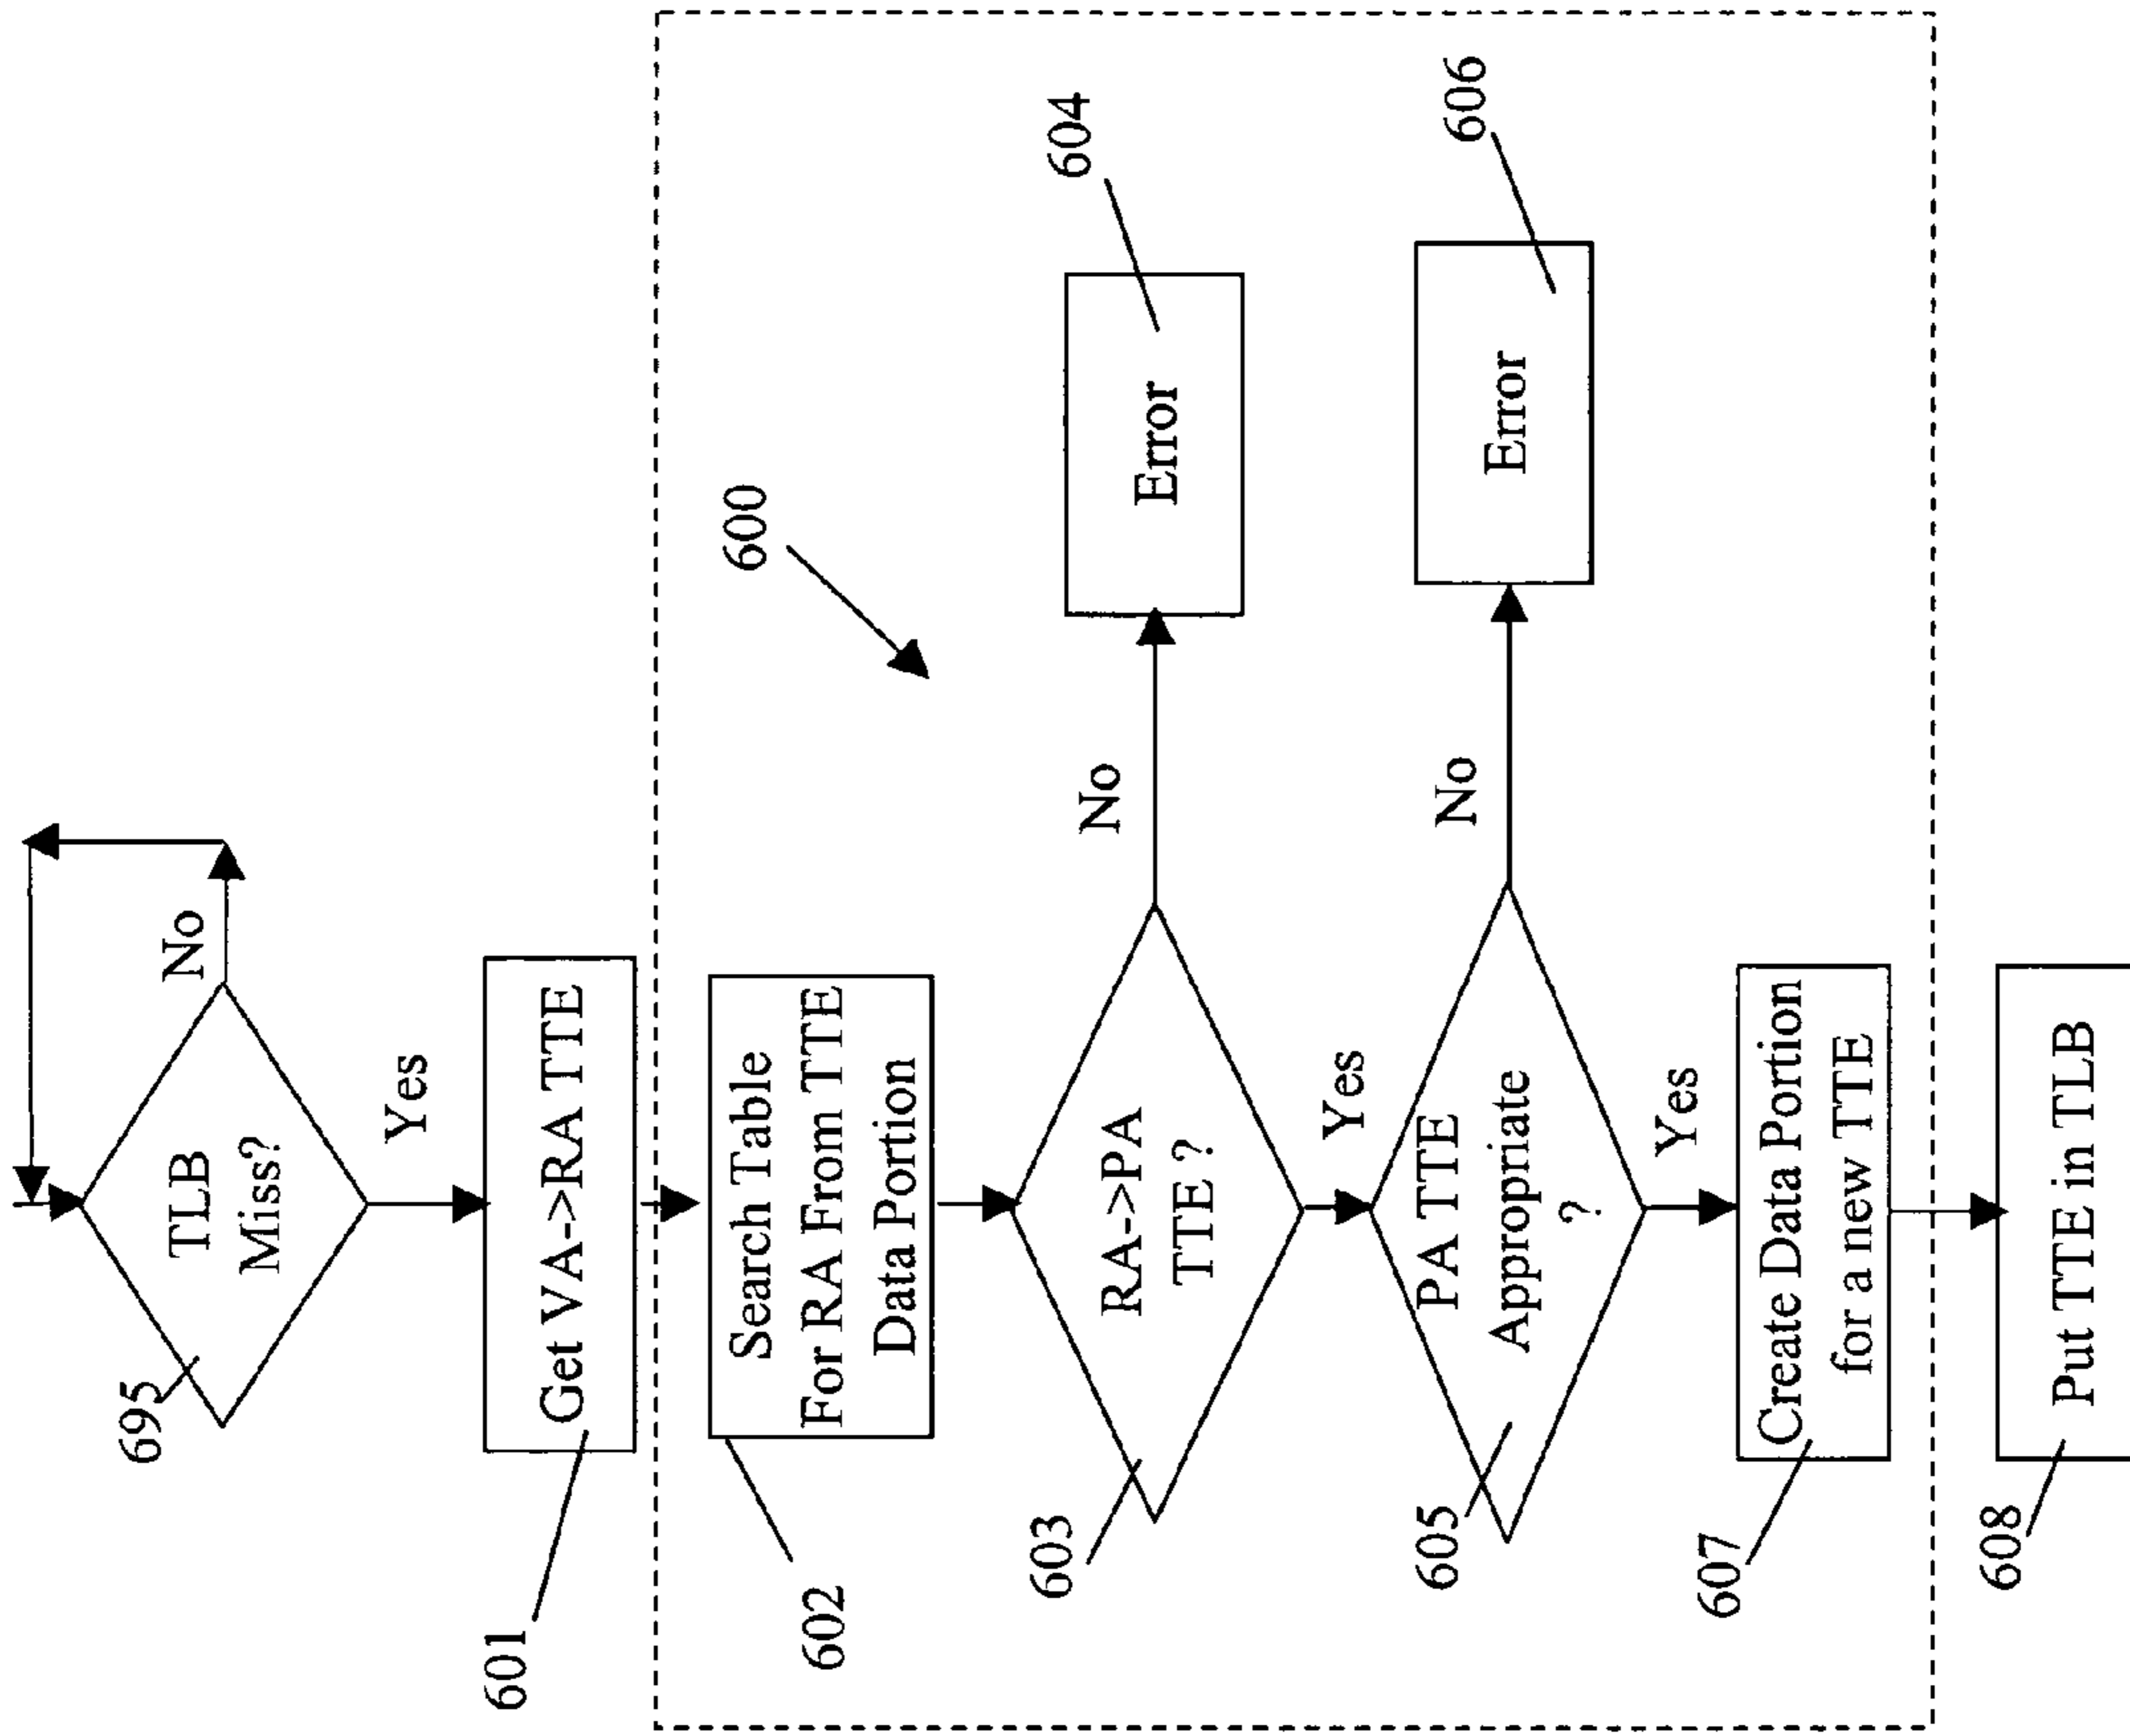 695
TLB
Miss?
No
Yes
601
Get VA->RA TTE
600
602
Search Table
For RA From TTE
Data Portion
603
RA->PA
TTE ?
No
604
Error
Yes
605
PA TTE
Appropriate
?
No
606
Error
Yes
607
Create Data Portion
for a new TTE
608
Put TTE in TLB